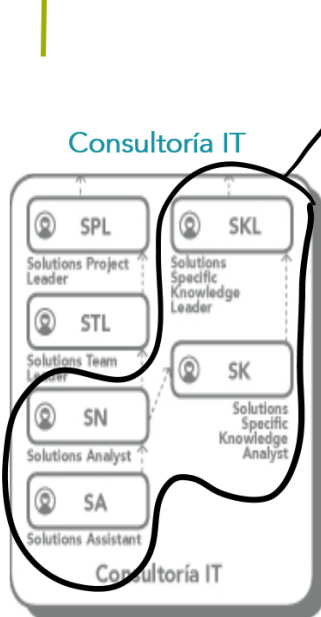 Consultoría IT
SPL
Solutions Project
Leader
STL
Solutions Team
Leader
SN
Solutions Analyst
SA
Solutions Assistant
SKL
Solutions
Specific
Knowledge
Leader
SK
Solutions
Specific
Knowledge
Analyst
Consultoría IT